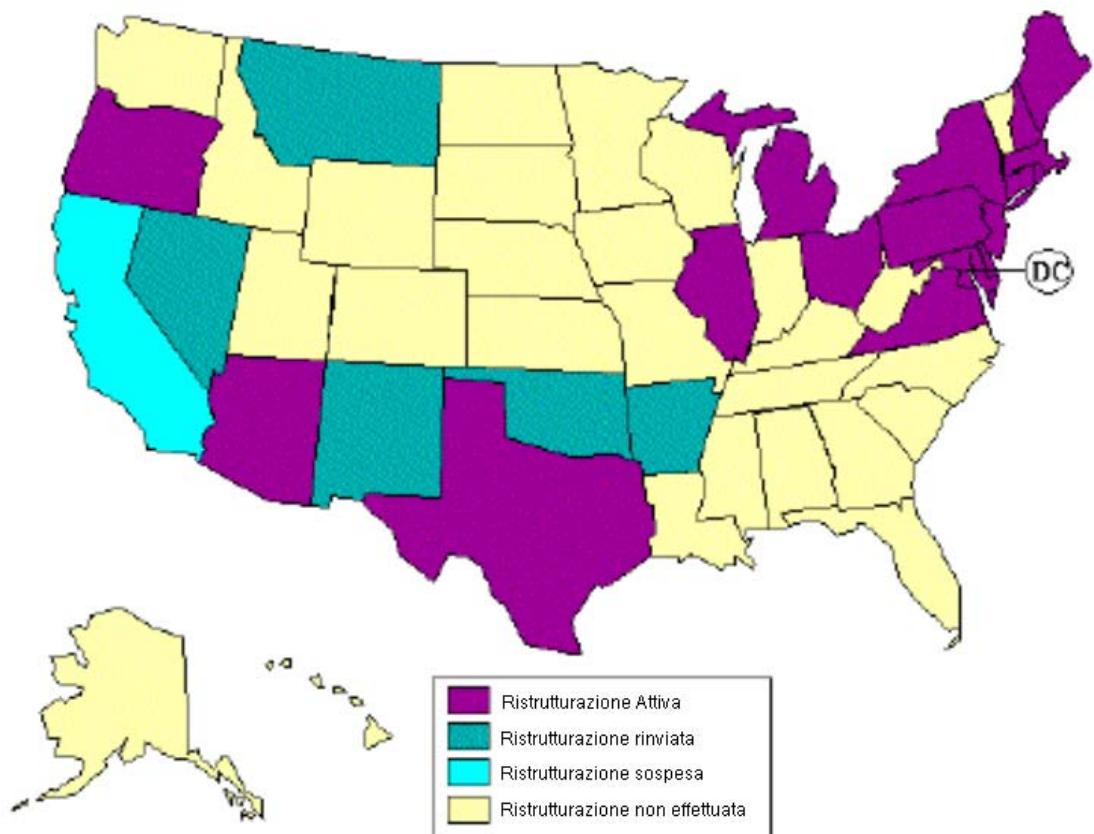 DC
Ristrutturazione Attiva
Ristrutturazione rinviata
Ristrutturazione sospesa
Ristrutturazione non effettuata